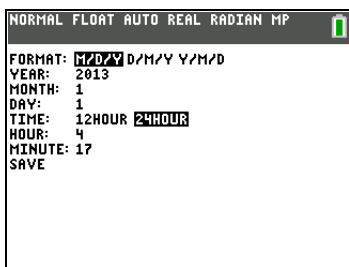 NORMAL FLOAT AUTO REAL RADIAN MP
FORMAT: M/D/Y D/M/Y Y/M/D
YEAR: 2013
MONTH: 1
DAY: 1
TIME: 12HOUR 24HOUR
HOUR: 4
MINUTE: 17
SAVE